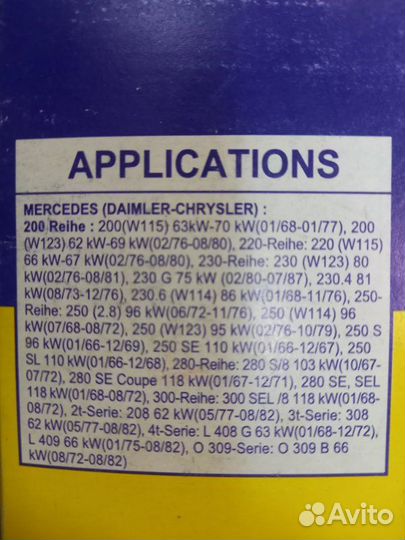 APPLICATIONS
MERCEDES (DAIMLER-CHRYSLER) :
200 Reihe : 200(W115) 63kW-70 kW(01/68-01/77), 200
(W123) 62 kW-69 kW(02/76-08/80), 220-Reihe: 220 (W115)
66 kW-67 kW(02/76-08/80), 230-Reihe: 230 (W123) 80
kW(02/76-08/81), 230 G 75 kW (02/80-07/87), 230.4 81
kW(08/73-12/76), 230.6 (W114) 86 kW(01/68-11/76), 250-
Reihe: 250 (2.8) 96 kW(06/72-11/76), 250 (W114) 96
kW(07/68-08/72), 250 (W123) 95 kW(02/76-10/79), 250 S
96 kW(01/66-12/69), 250 SE 110 kW(01/66-12/67), 250
SL 110 kW(01/66-12/68), 280-Reihe: 280 S/8 103 kW(10/67-
07/72), 280 SE Coupe 118 kW(01/67-12/71), 280 SE, SEL
118 kW(01/68-08/72), 300-Reihe: 300 SEL /8 118 kW(01/68-
08/72), 2t-Serie: 208 62 kW(05/77-08/82), 3t-Serie: 308
62 kW(05/77-08/82), 4t-Serie: L 408 G 63 kW(01/68-12/72),
L 409 66 kW(01/75-08/82), O 309-Serie: O 309 B 66
kW(08/72-08/82)
Avito